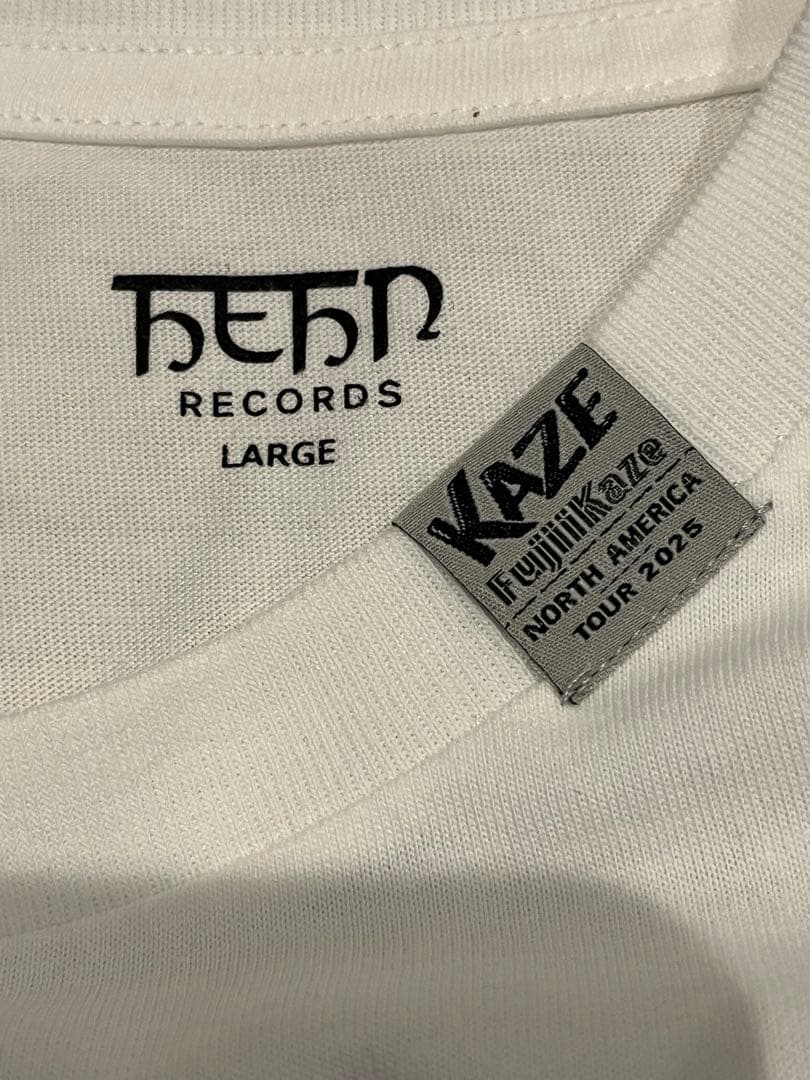 HEHN
RECORDS
LARGE
KAZE
FujiiKaze
NORTH AMERICA
TOUR 2025